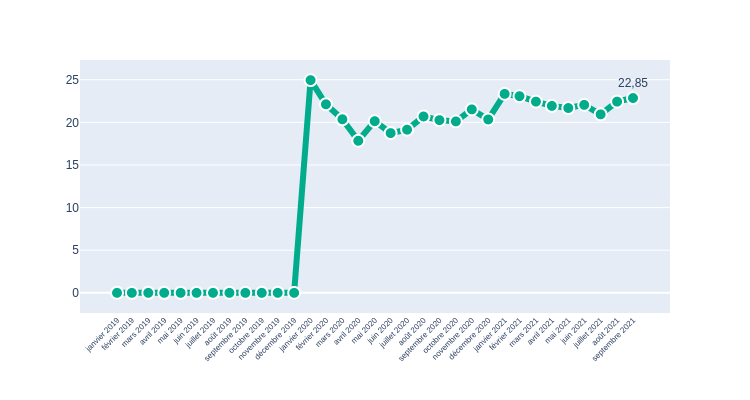 22,85
25
20
15
10
5
0
janvier 2019
février 2019
mars 2019
avril 2019
mai 2019
juin 2019
juillet 2019
août 2019
septembre 2019
octobre 2019
novembre 2019
décembre 2019
janvier 2020
février 2020
mars 2020
avril 2020
mai 2020
juin 2020
juillet 2020
août 2020
septembre 2020
octobre 2020
novembre 2020
décembre 2020
janvier 2021
février 2021
mars 2021
avril 2021
mai 2021
juin 2021
juillet 2021
août 2021
septembre 2021